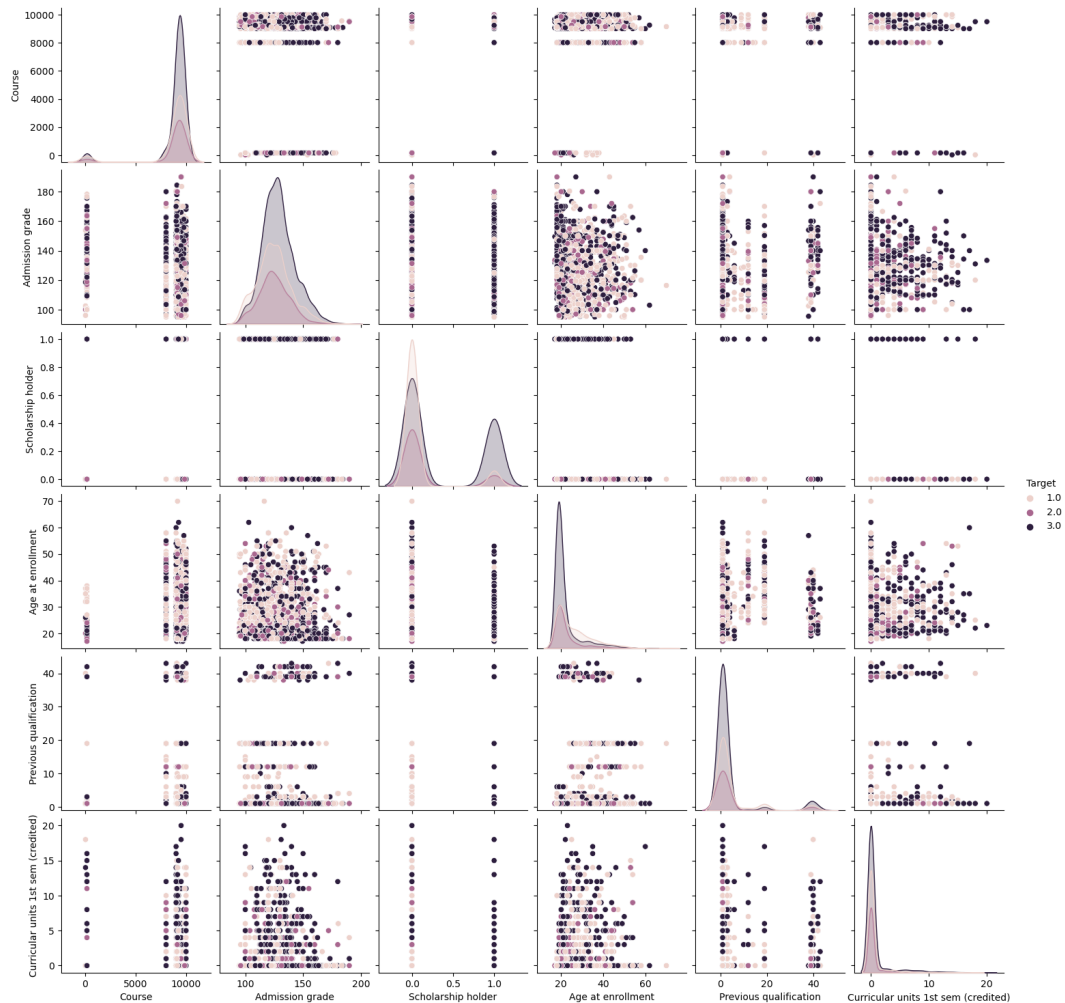 10000
8000
6000
4000
2000
0
Course
180
160
140
120
100
Admission grade
1.0
0.8
0.6
0.4
0.2
0.0
Scholarship holder
Target
1.0
2.0
3.0
70
60
50
40
30
20
Age at enrollment
40
30
20
10
0
Previous qualification
20
15
10
5
0
Curricular units 1st sem (credited)
0 5000 10000
100 150 200
0.0 0.5 1.0
20 40 60
0 20 40
0 10 20
Course
Admission grade
Scholarship holder
Age at enrollment
Previous qualification
Curricular units 1st sem (credited)